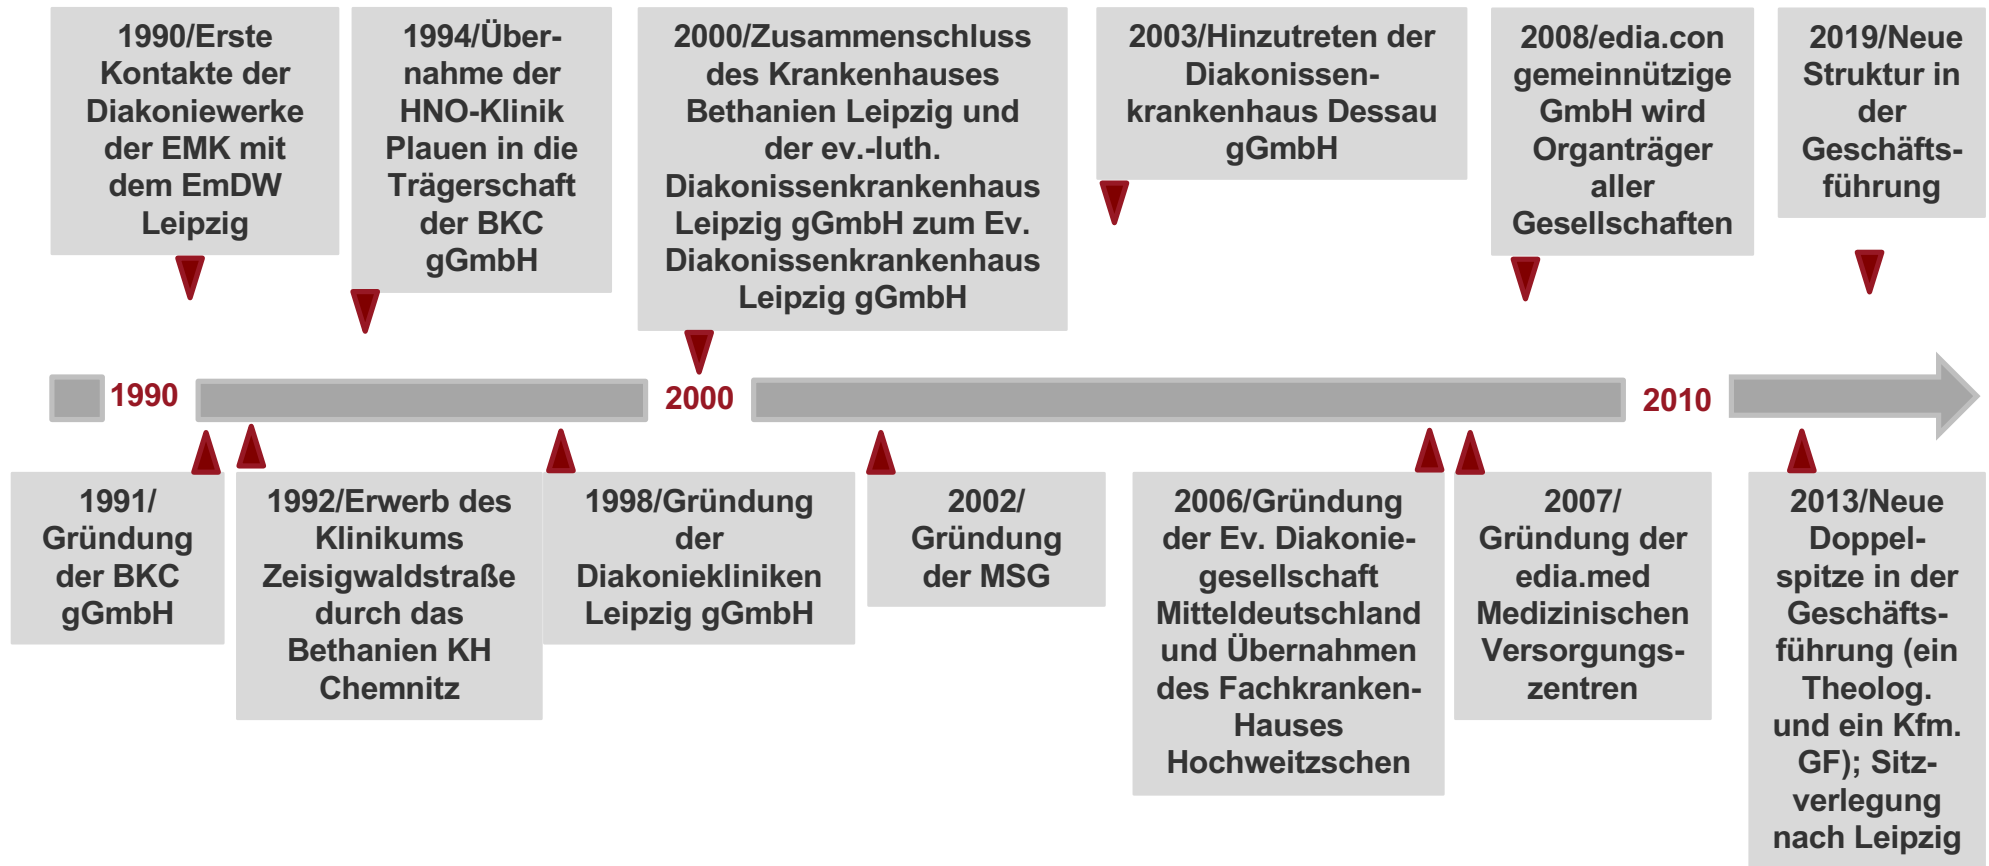 1990/Erste
Kontakte der
Diakoniewerke
der EMK mit
dem EmDW
Leipzig
1994/Über-
nahme der
HNO-Klinik
Plauen in die
Trägerschaft
der BKC
gGmbH
2000/Zusammenschluss
des Krankenhauses
Bethanien Leipzig und
der ev.-luth.
Diakonissenkrankenhaus
Leipzig gGmbH zum Ev.
Diakonissenkrankenhaus
Leipzig gGmbH
2003/Hinzutreten der
Diakonissen-
krankenhaus Dessau
gGmbH
2008/edia.con
gemeinnützige
GmbH wird
Organträger
aller
Gesellschaften
2019/Neue
Struktur in
der
Geschäfts-
führung
1990
2000
2010
1991/
Gründung
der BKC
gGmbH
1992/Erwerb des
Klinikums
Zeisigwaldstraße
durch das
Bethanien KH
Chemnitz
1998/Gründung
der
Diakoniekliniken
Leipzig gGmbH
2002/
Gründung
der MSG
2006/Gründung
der Ev. Diakonie-
gesellschaft
Mitteldeutschland
und Übernahmen
des Fachkranken-
Hauses
Hochweitzschen
2007/
Gründung der
edia.med
Medizinischen
Versorgungs-
zentren
2013/Neue
Doppel-
spitze in der
Geschäfts-
führung (ein
Theolog.
und ein Kfm.
GF); Sitz-
verlegung
nach Leipzig